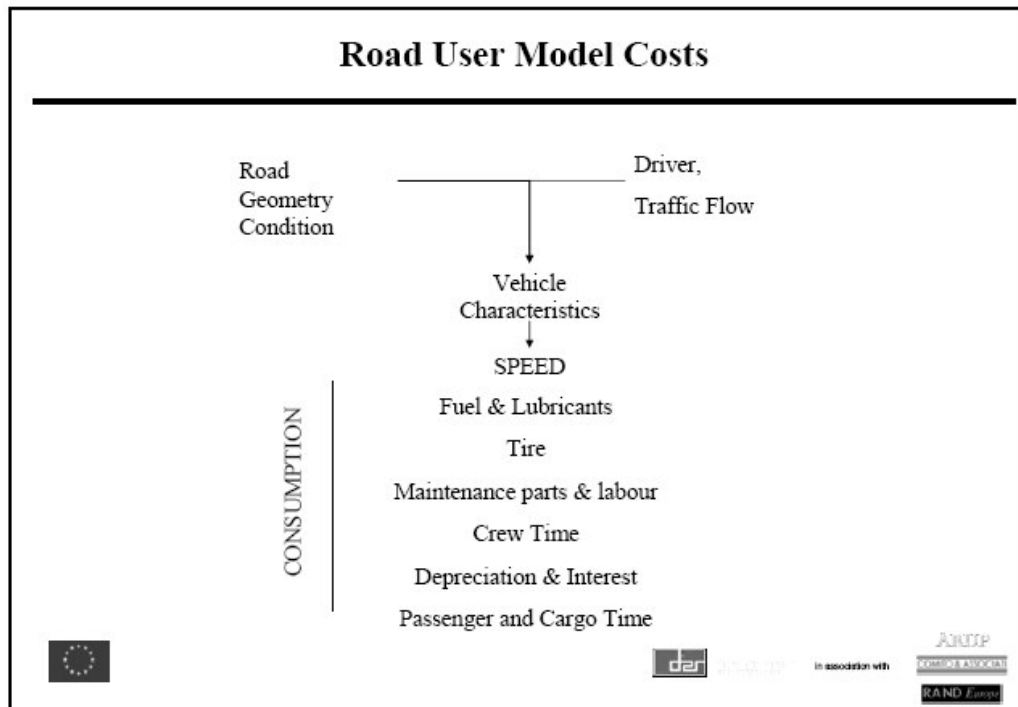 Road User Model Costs
Road
Geometry
Condition
Driver,
Traffic Flow
Vehicle
Characteristics
SPEED
CONSUMPTION
Fuel & Lubricants
Tire
Maintenance parts & labour
Crew Time
Depreciation & Interest
Passenger and Cargo Time
in association with
RAND Europe